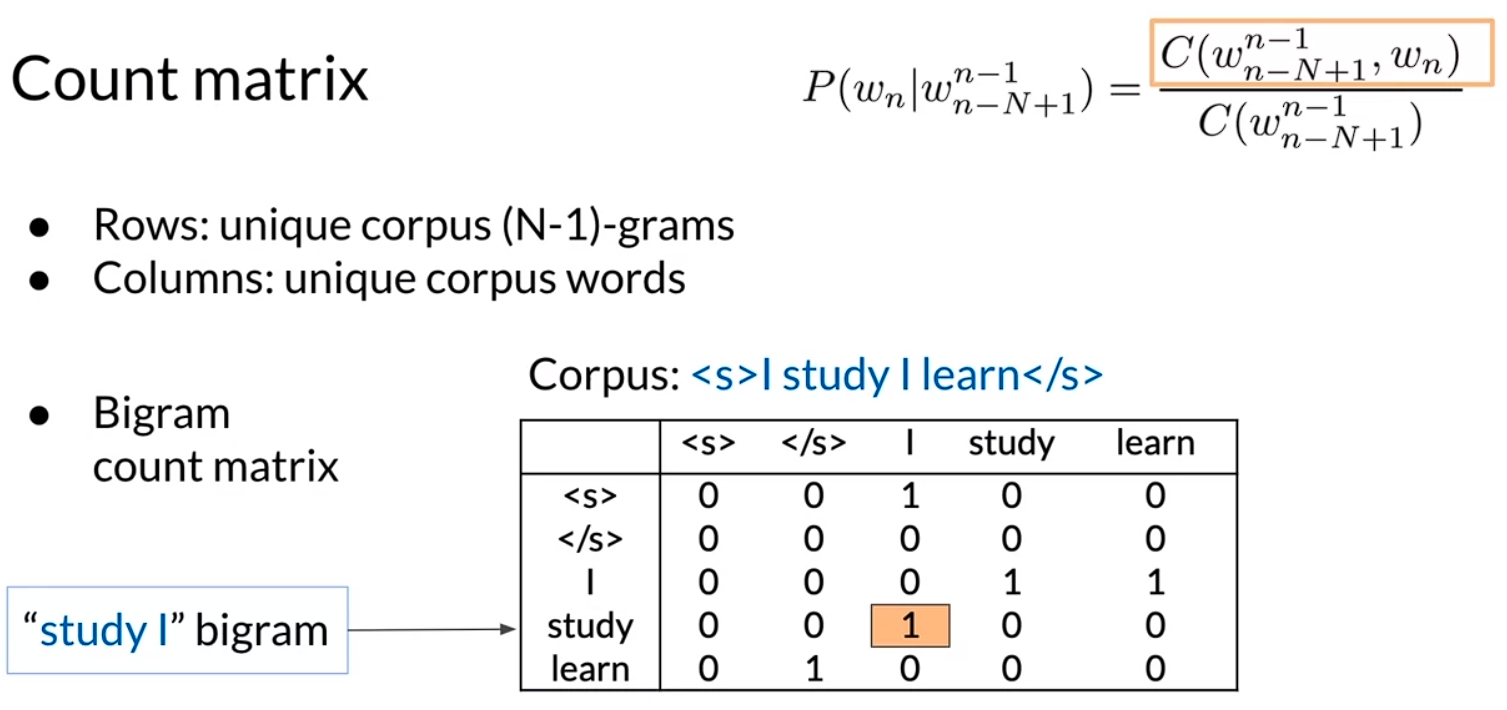 Count matrix
P(w_n|w_{n-N+1}^{n-1}) = \frac{C(w_{n-N+1}^{n-1}, w_n)}{C(w_{n-N+1}^{n-1})}
● Rows: unique corpus (N-1)-grams
● Columns: unique corpus words
● Bigram
count matrix
Corpus: <s>I study I learn</s>
<s> </s> I study learn
<s> 0 0 1 0 0
</s> 0 0 0 0 0
I 0 0 0 1 1
study 0 0 1 0 0
learn 0 1 0 0 0
“study I” bigram